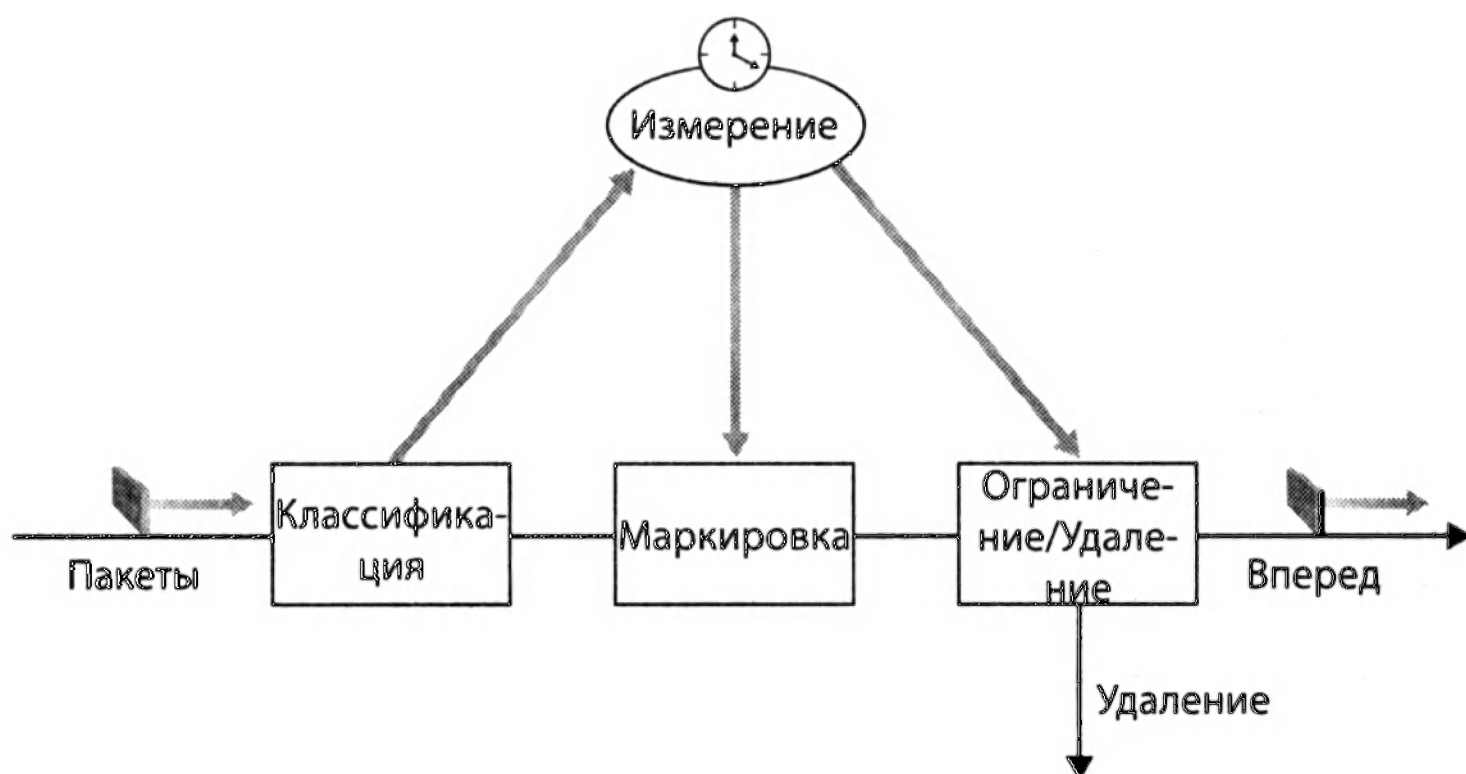 Измерение
Пакеты
Классифика-
ция
Маркировка
Ограниче-
ние/Удале-
ние
Вперед
Удаление